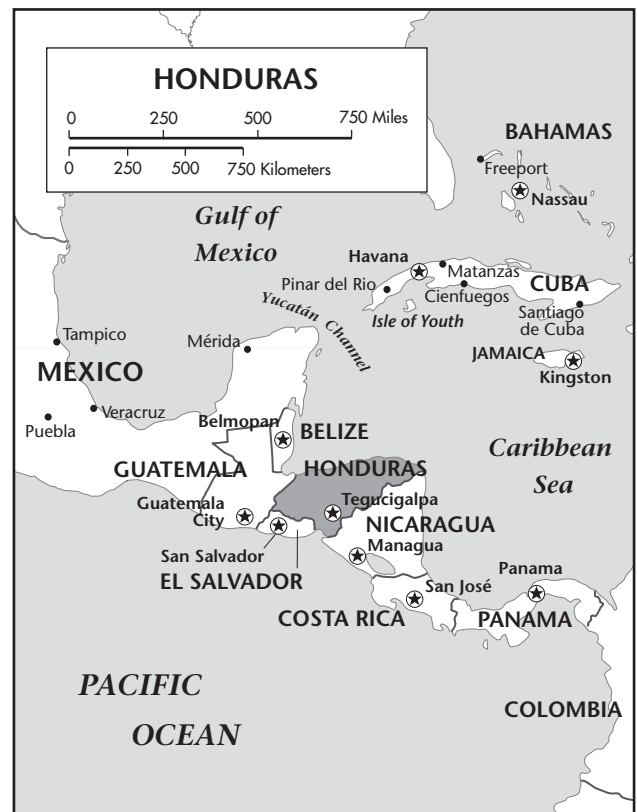 HONDURAS
0 250 500 750 Miles
0 250 500 750 Kilometers
BAHAMAS
Freeport
Nassau
Gulf of
Mexico
Havana
Matanzas
Pinar del Rio
CUBA
Cienfuegos
Yucatán Channel
Isle of Youth
Santiago
de Cuba
Tampico
Mérida
JAMAICA
MEXICO
Kingston
Veracruz
Puebla
Belmopan
BELIZE
Caribbean
Sea
GUATEMALA
HONDURAS
Guatemala
City
Tegucigalpa
NICARAGUA
San Salvador
Managua
EL SALVADOR
Panama
San José
COSTA RICA
PANAMA
PACIFIC
OCEAN
COLOMBIA